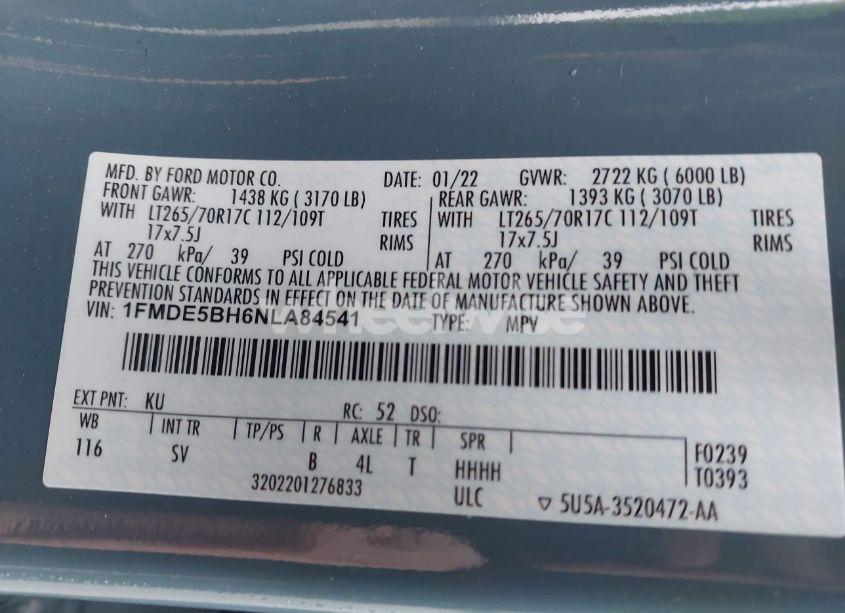 MFD. BY FORD MOTOR CO. DATE: 01/22 GVWR: 2722 KG ( 6000 LB)
FRONT GAWR: 1438 KG ( 3170 LB) REAR GAWR: 1393 KG ( 3070 LB)
WITH LT265/70R17C 112/109T TIRES WITH LT265/70R17C 112/109T TIRES
17x7.5J RIMS 17x7.5J RIMS
AT 270 kPa/ 39 PSI COLD AT 270 kPa/ 39 PSI COLD
THIS VEHICLE CONFORMS TO ALL APPLICABLE FEDERAL MOTOR VEHICLE SAFETY AND THEFT
PREVENTION STANDARDS IN EFFECT ON THE DATE OF MANUFACTURE SHOWN ABOVE.
VIN: 1FMDE5BH6NLA84541 TYPE: MPV
EXT PNT: KU RC: 52 DSO:
WB INT TR TP/PS R AXLE TR SPR
116 SV B 4L T HHHH
F0239
T0393
3202201276833 ULC ▽ 5U5A-3520472-AA